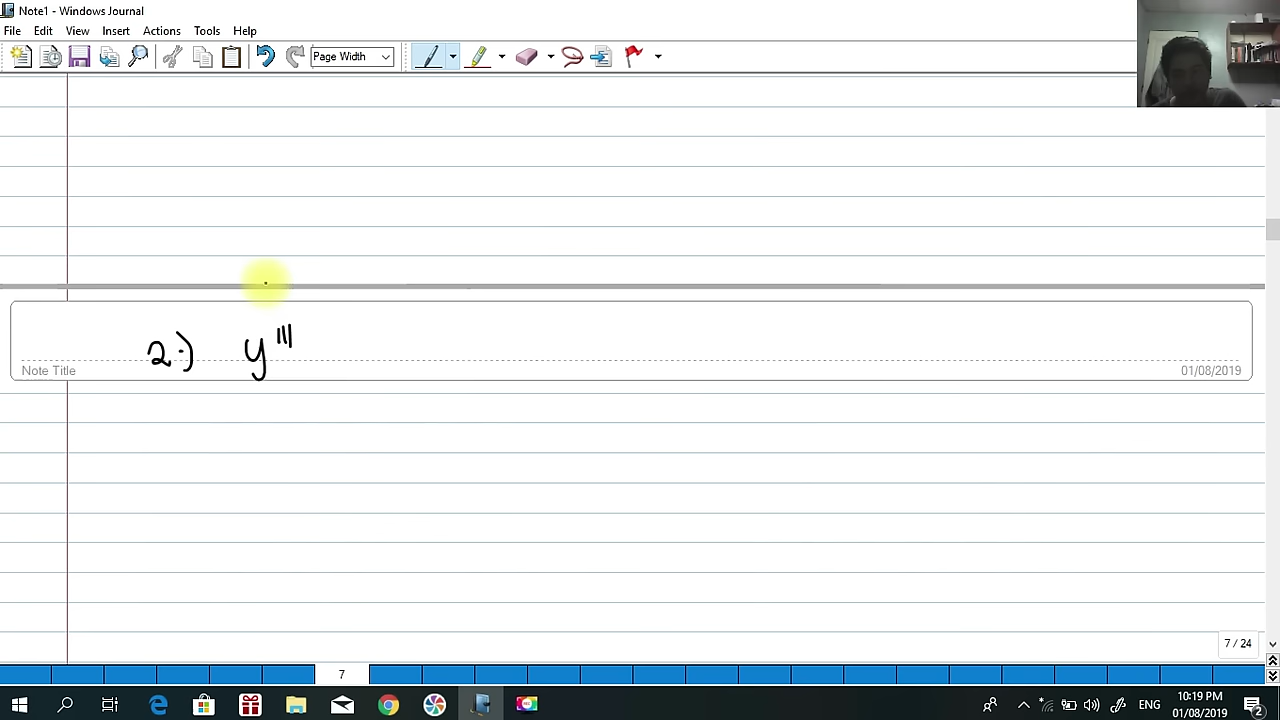 Note1 - Windows Journal
File Edit View Insert Actions Tools Help
Page Width
2.) y'''
Note Title 01/08/2019
7 / 24
7
ENG
10:19 PM
01/08/2019
2